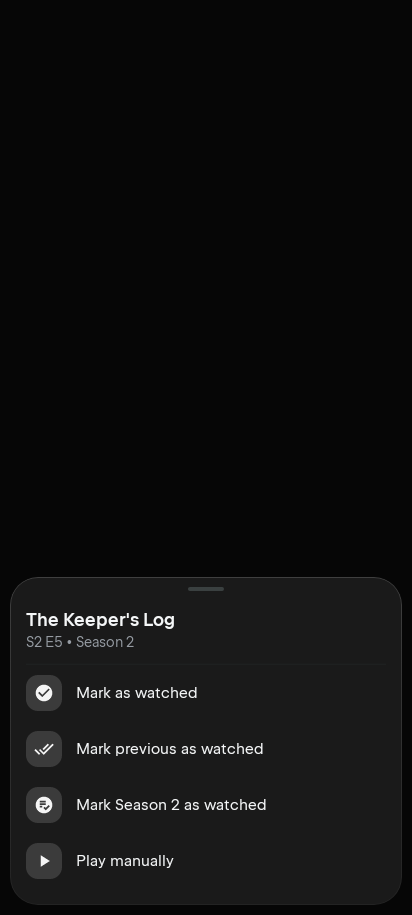 The Keeper's Log
S2 E5 • Season 2
Mark as watched
Mark previous as watched
Mark Season 2 as watched
Play manually